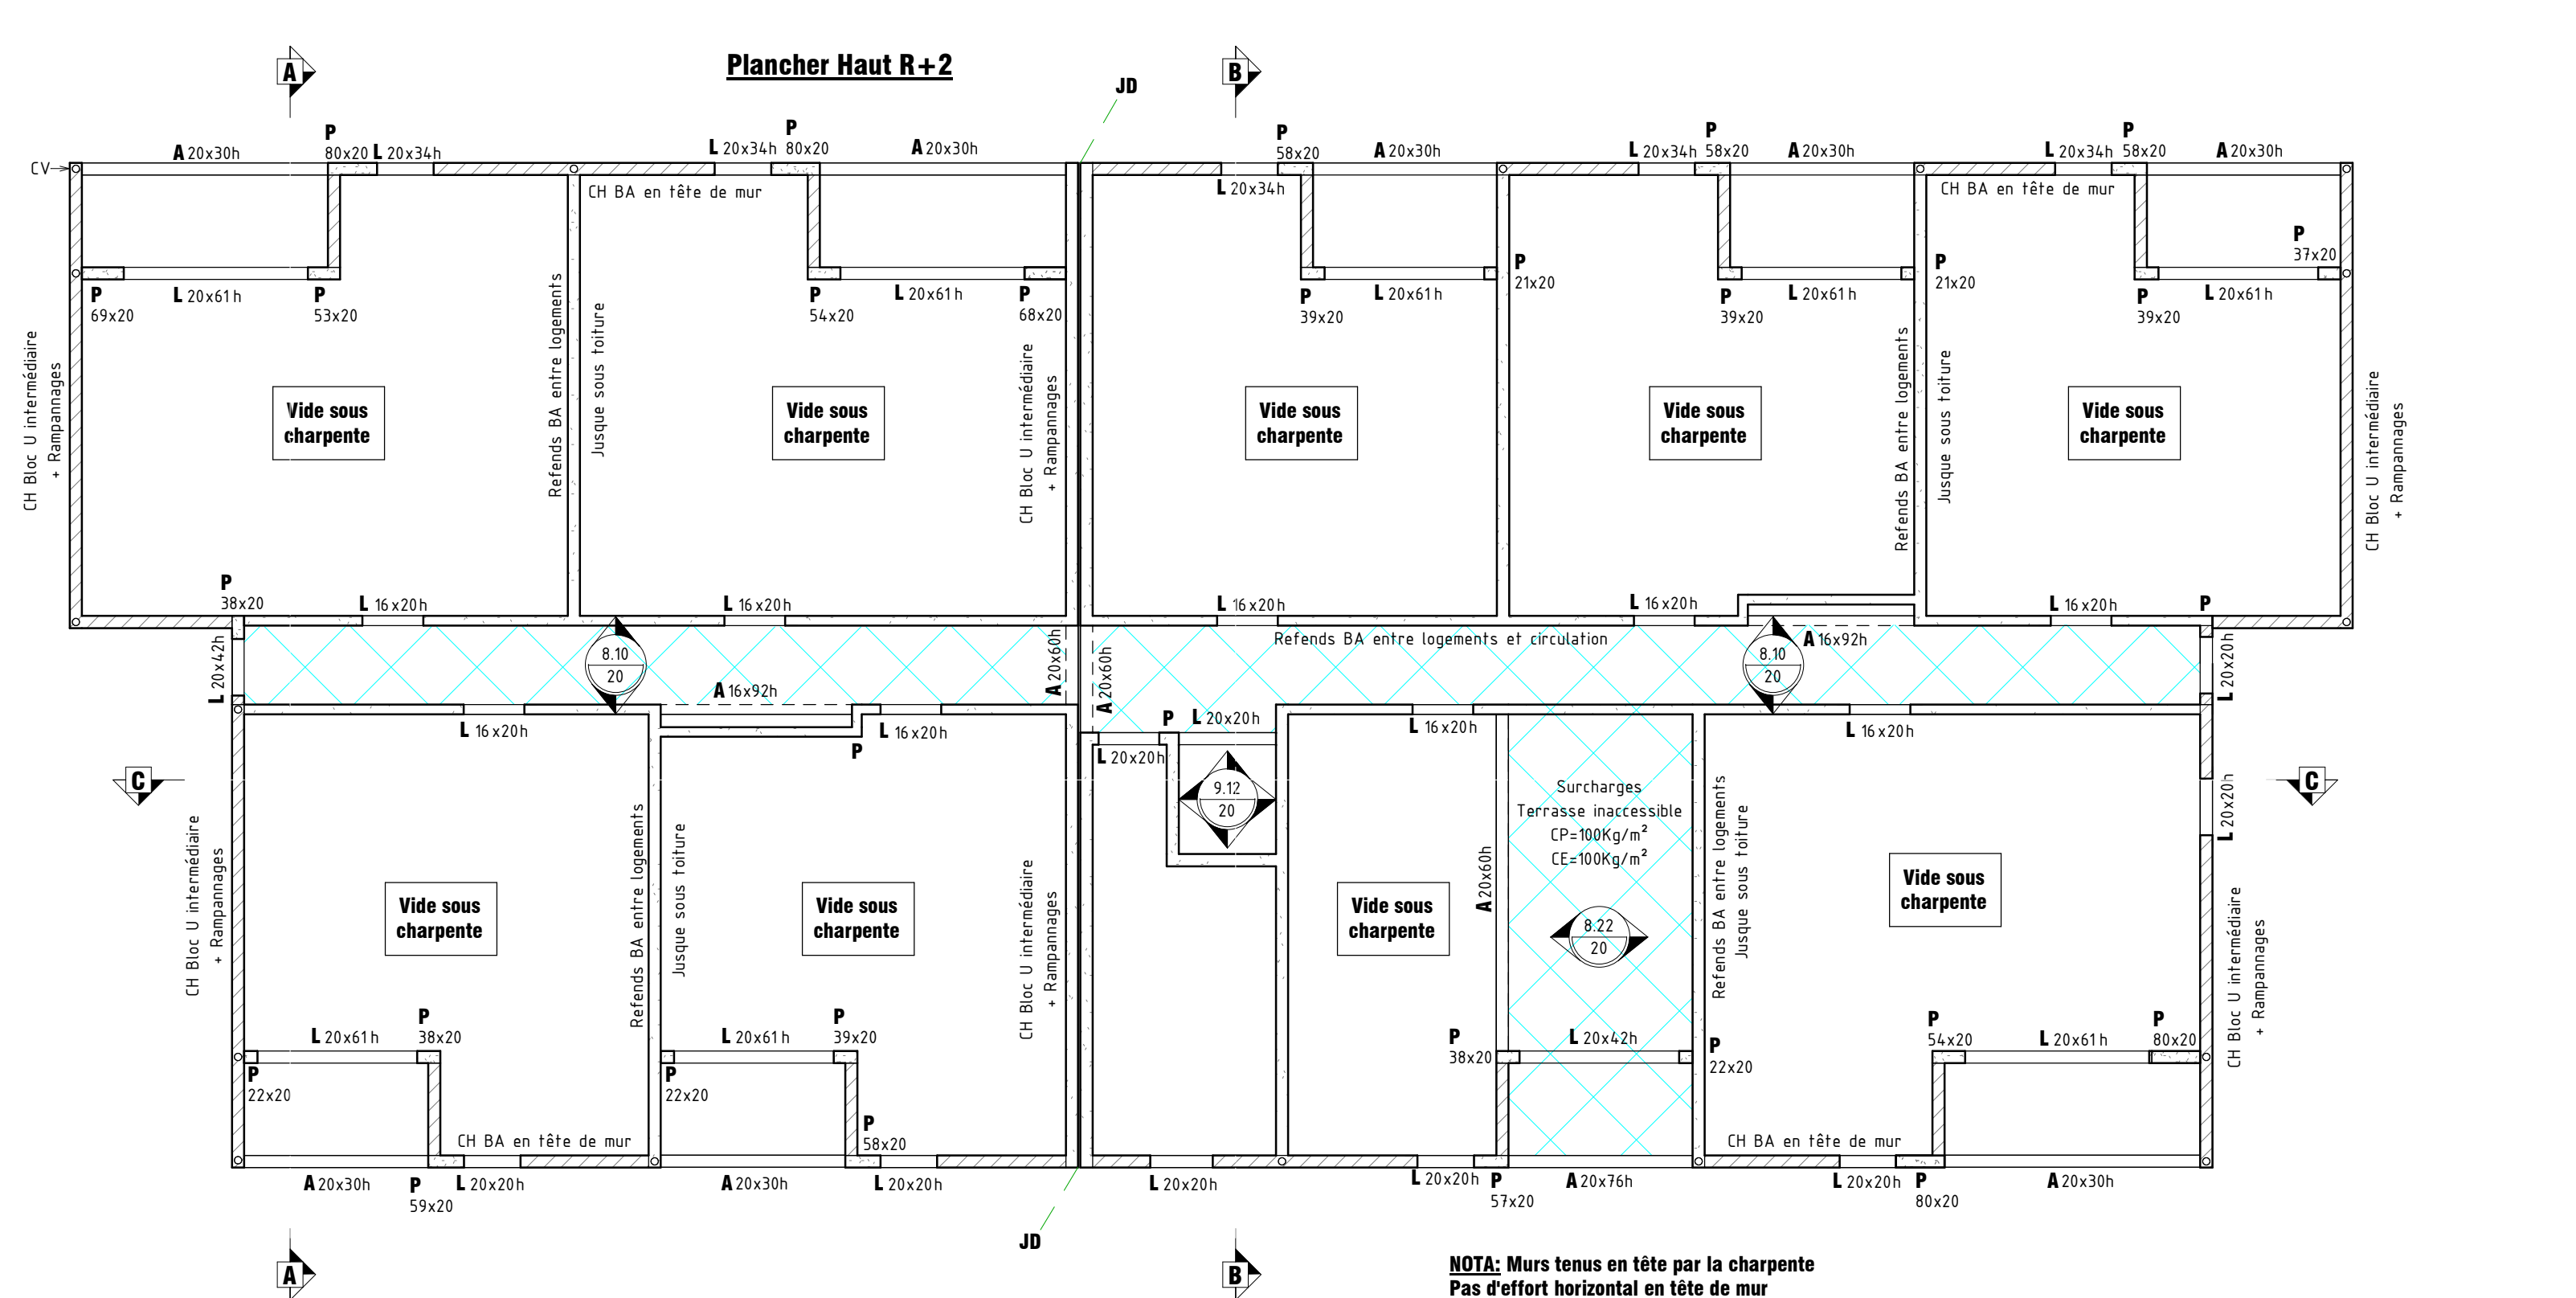 Plancher Haut R+2
A
B
JD
P
P
P
P
P
A 20x30h
80x20
L 20x34h
L 20x34h
80x20
A 20x30h
58x20
A 20x30h
L 20x34h
58x20
A 20x30h
L 20x34h
58x20
A 20x30h
CV
CH BA en tête de mur
L 20x34h
CH BA en tête de mur
P
37x20
P
69x20
L 20x61h
P
53x20
P
54x20
L 20x61h
P
68x20
P
39x20
L 20x61h
P
21x20
P
39x20
L 20x61h
P
21x20
P
39x20
L 20x61h
CH Bloc U intermédiaire
+ Rampannages
Refends BA entre logements
Jusque sous toiture
CH Bloc U intermédiaire
+ Rampannages
Refends BA entre logements
Jusque sous toiture
CH Bloc U intermédiaire
+ Rampannages
Vide sous
charpente
Vide sous
charpente
Vide sous
charpente
Vide sous
charpente
Vide sous
charpente
P
38x20
L 16x20h
L 16x20h
L 16x20h
L 16x20h
L 16x20h
P
L 20x42h
8.10
20
A 16x92h
A 20x60h
A 20x60h
Refends BA entre logements et circulation
8.10
20
A 16x92h
L 20x20h
L 16x20h
P
L 16x20h
P
L 20x20h
L 20x20h
L 16x20h
L 16x20h
C
9.12
20
Surcharges
Terrasse inaccessible
CP=100Kg/m²
CE=100Kg/m²
L 20x20h
C
CH Bloc U intermédiaire
+ Rampannages
Refends BA entre logements
Jusque sous toiture
CH Bloc U intermédiaire
+ Rampannages
A 20x60h
Refends BA entre logements
Jusque sous toiture
CH Bloc U intermédiaire
+ Rampannages
Vide sous
charpente
Vide sous
charpente
Vide sous
charpente
8.22
20
Vide sous
charpente
L 20x61h
P
38x20
L 20x61h
P
39x20
P
38x20
L 20x42h
P
22x20
P
54x20
L 20x61h
P
80x20
P
22x20
P
22x20
CH BA en tête de mur
P
58x20
CH BA en tête de mur
A 20x30h
P
59x20
L 20x20h
A 20x30h
L 20x20h
L 20x20h
L 20x20h
P
57x20
A 20x76h
L 20x20h
P
80x20
A 20x30h
JD
A
B
NOTA: Murs tenus en tête par la charpente
Pas d'effort horizontal en tête de mur